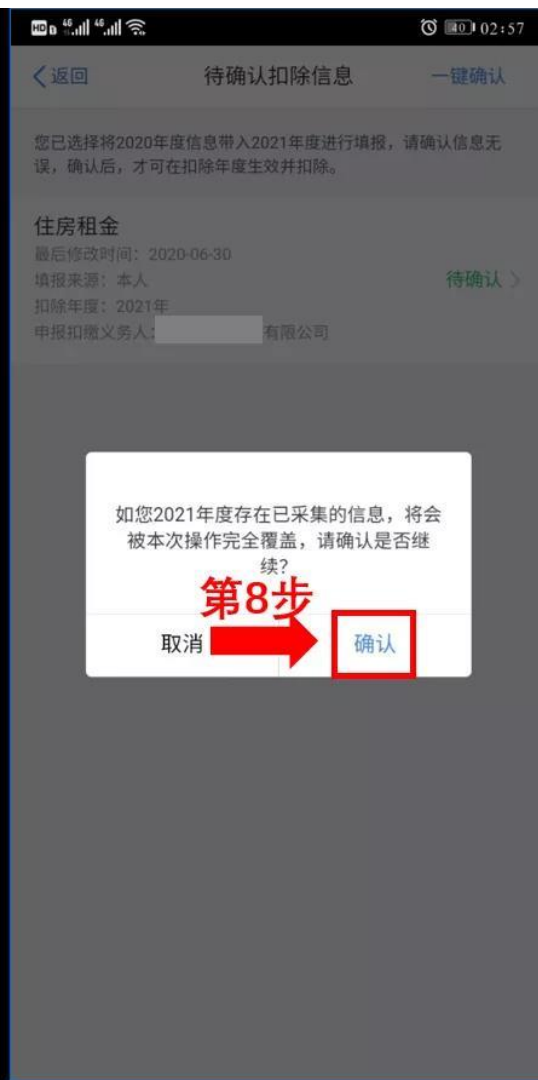 HD 46 46 40 02:57
返回 待确认扣除信息 一键确认
您已选择将2020年度信息带入2021年度进行填报，请确认信息无
误，确认后，才可在扣除年度生效并扣除。
住房租金
最后修改时间：2020-06-30
填报来源：本人 待确认
扣除年度：2021年
申报扣缴义务人： 有限公司
如您2021年度存在已采集的信息，将会
被本次操作完全覆盖，请确认是否继
续？
第8步
取消 确认